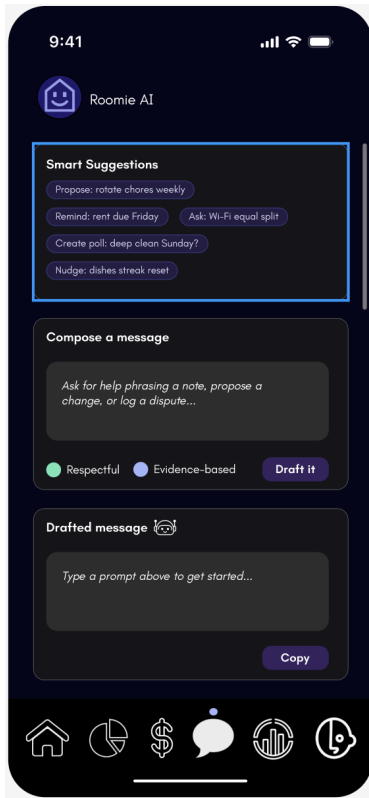 9:41
Roomie AI
Smart Suggestions
Propose: rotate chores weekly
Remind: rent due Friday
Ask: Wi-Fi equal split
Create poll: deep clean Sunday?
Nudge: dishes streak reset
Compose a message
Ask for help phrasing a note, propose a
change, or log a dispute...
Respectful
Evidence-based
Draft it
Drafted message
Type a prompt above to get started...
Copy
$